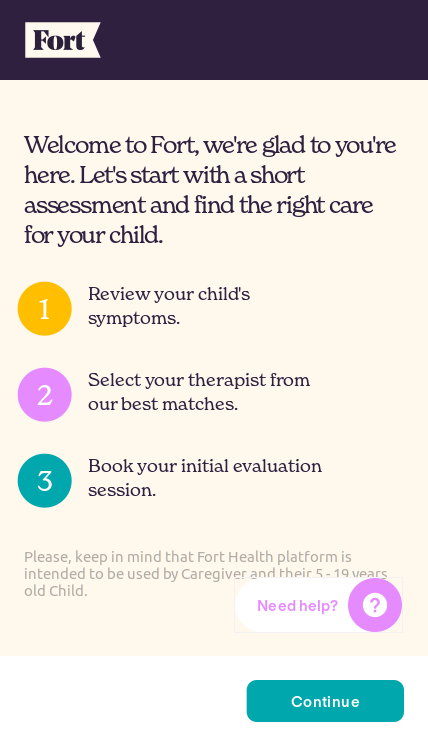 Fort
Welcome to Fort, we're glad to you're
here. Let's start with a short
assessment and find the right care
for your child.
1
Review your child's
symptoms.
2
Select your therapist from
our best matches.
3
Book your initial evaluation
session.
Please, keep in mind that Fort Health platform is
intended to be used by Caregiver and their 5 - 19 years
old Child.
Need help?
?
Continue